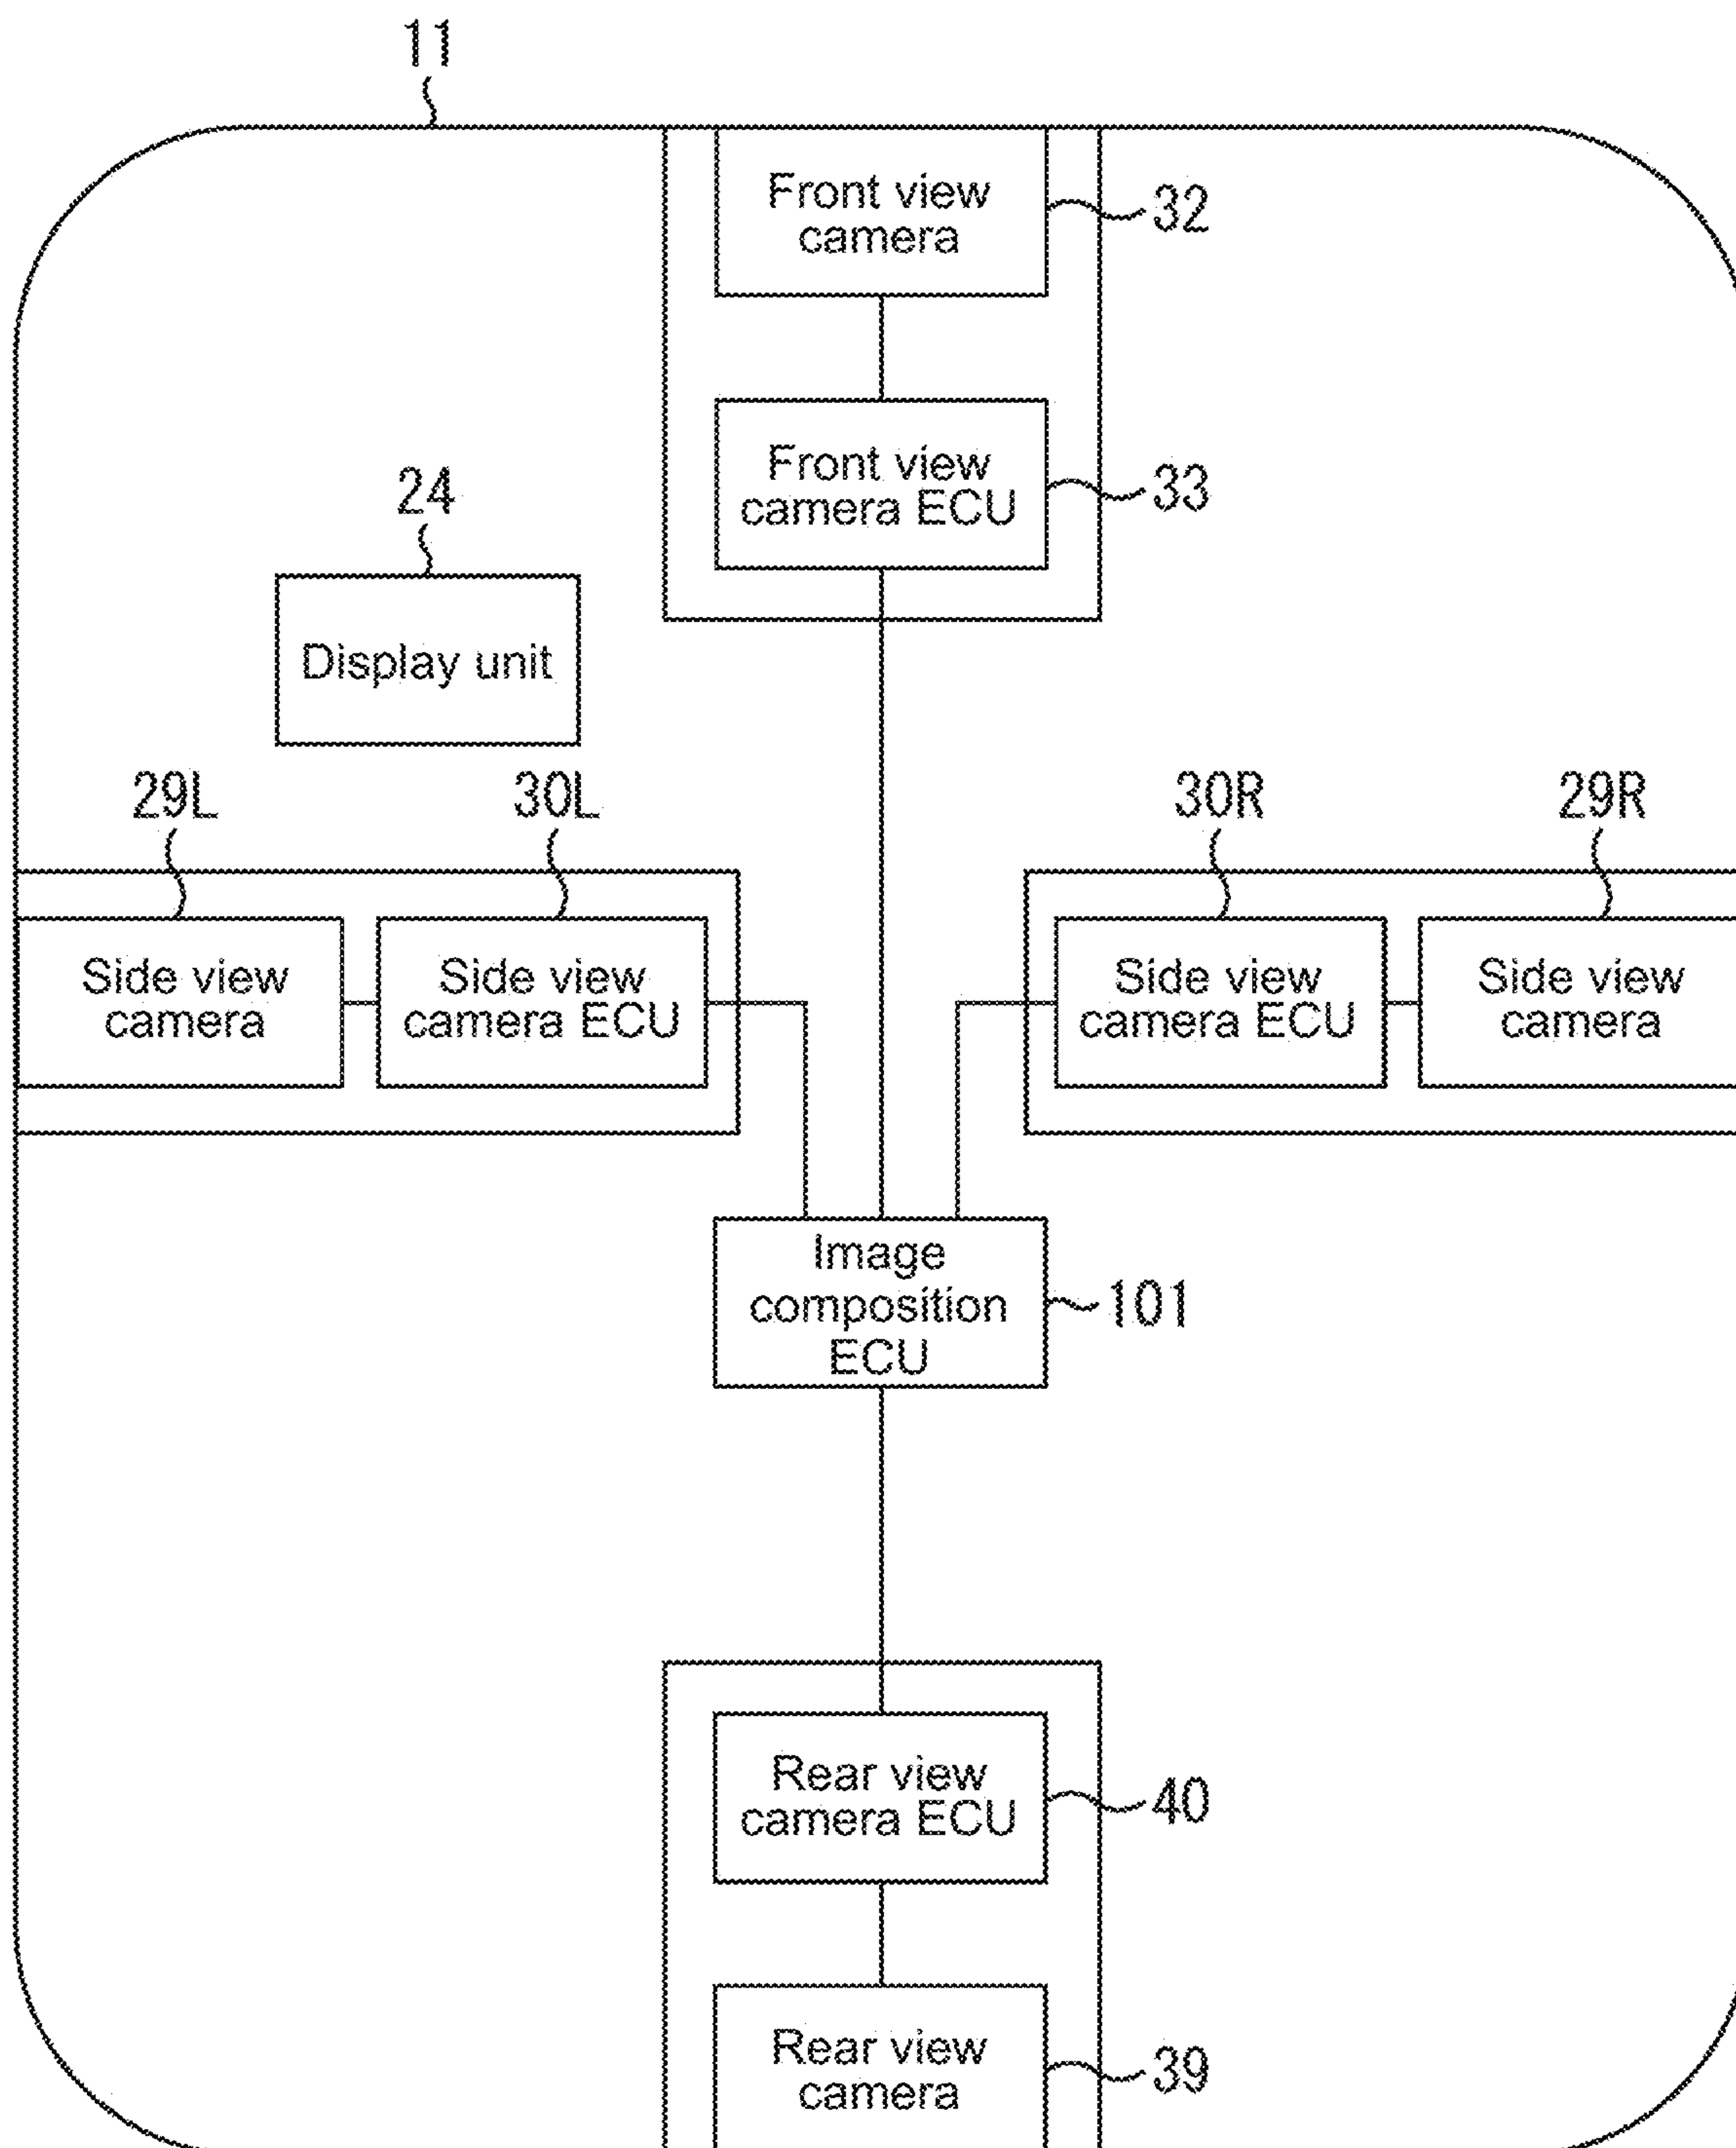 11
Front view
camera
32
Front view
camera ECU
33
24
Display unit
29L
30L
30R
29R
Side view
camera
Side view
camera ECU
Side view
camera ECU
Side view
camera
Image
composition
ECU
101
Rear view
camera ECU
40
Rear view
camera
39